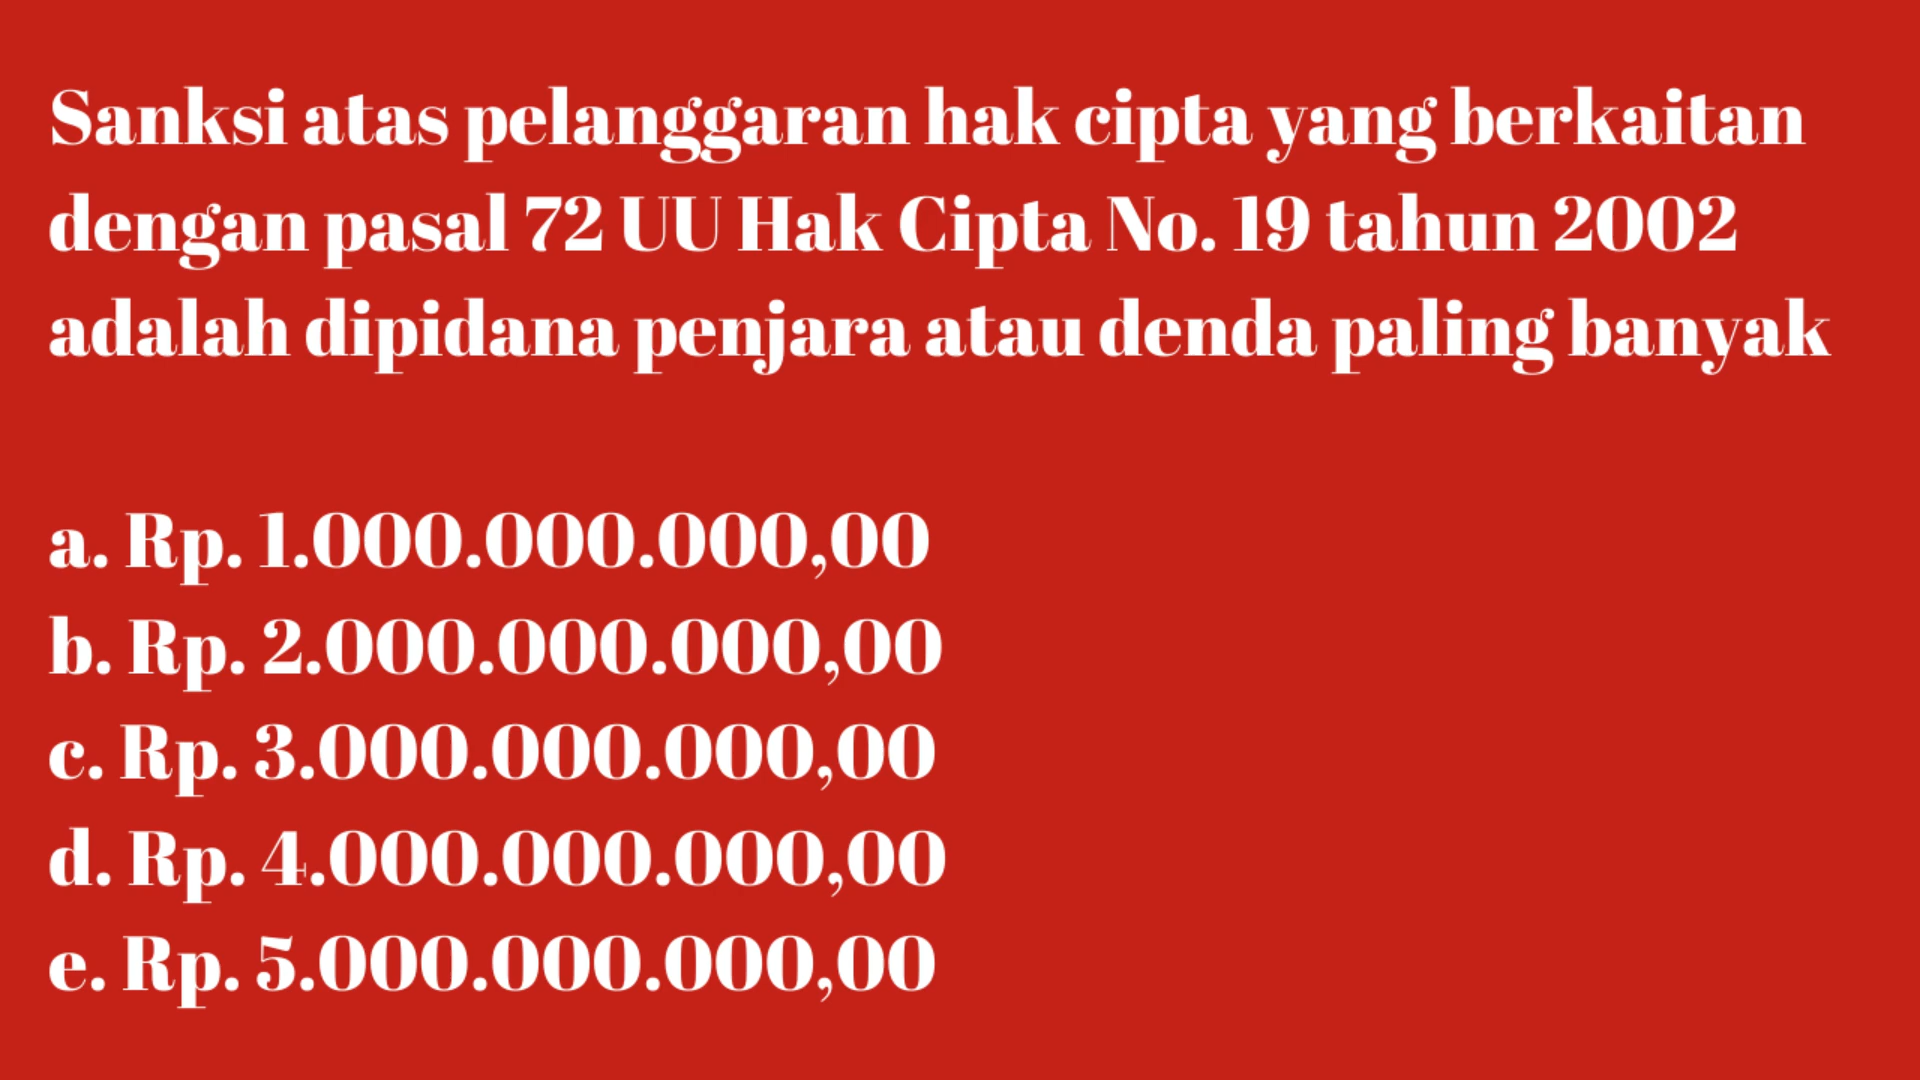 Sanksi atas pelanggaran hak cipta yang berkaitan
dengan pasal 72 UU Hak Cipta No. 19 tahun 2002
adalah dipidana penjara atau denda paling banyak
a. Rp. 1.000.000.000,00
b. Rp. 2.000.000.000,00
c. Rp. 3.000.000.000,00
d. Rp. 4.000.000.000,00
e. Rp. 5.000.000.000,00